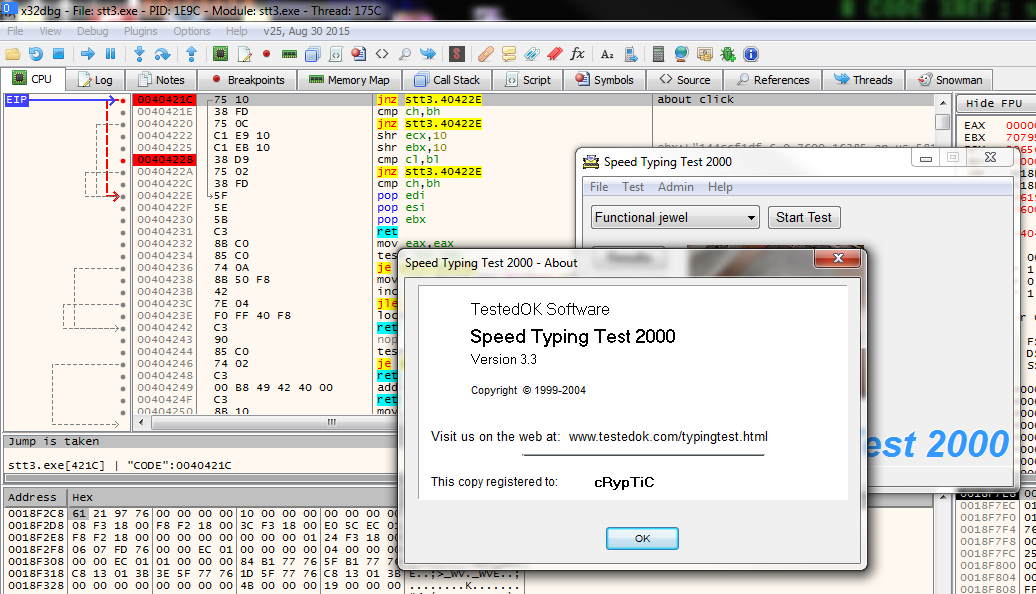 x32dbg - File: stt3.exe - PID: 1E9C - Module: stt3.exe - Thread: 175C
File View Debug Plugins Options Help v25, Aug 30 2015
CPU Log Notes Breakpoints Memory Map Call Stack Script Symbols Source References Threads Snowman
EIP 0040421C 75 10 jnz stt3.40422E about click
0040421E 38 FD cmp ch,bh
00404220 75 0C jnz stt3.40422E
00404222 C1 E9 10 shr ecx,10
00404225 C1 EB 10 shr ebx,10
00404228 38 D9 cmp cl,bl
0040422A 75 02 jnz stt3.40422E
0040422C 38 FD cmp ch,bh
0040422E 5F pop edi
0040422F 5E pop esi
00404230 5B pop ebx
00404231 C3 ret
00404232 8B C0 mov eax,eax
00404234 85 C0
00404236 74 0A je
00404238 8B 50 F8
0040423B 42
0040423C 7E 04
0040423E F0 FF 40 F8
00404242 C3 ret
00404243 90 nop
00404244 85 C0
00404246 74 02 je
00404248 C3 ret
00404249 00 B8 49 42 40 00 add
0040424F C3 ret
00404250 8B 10 mov
Hide FPU
EAX
EBX
Speed Typing Test 2000
File Test Admin Help
Functional jewel Start Test
Results
est 2000
Speed Typing Test 2000 - About
TestedOK Software
Speed Typing Test 2000
Version 3.3
Copyright © 1999-2004
Visit us on the web at: www.testedok.com/typingtest.html
This copy registered to: cRypTiC
OK
Jump is taken
stt3.exe[421C] | "CODE":0040421C
Address Hex
0018F2C8 61 21 97 76 00 00 00 00 10 00 00 00 00 00 00
0018F2D8 08 F3 18 00 F8 F2 18 00 3C F3 18 00 E0 5C EC
0018F2E8 F8 F2 18 00 00 00 00 00 00 00 00 01 24 F3 18 00
0018F2F8 06 07 FD 76 00 00 EC 01 00 00 00 00 04 00 00 00
0018F308 00 00 EC 01 01 00 00 00 84 B1 77 76 5F B1 77
0018F318 C8 13 01 3B 3E 5F 77 76 1D 5F 77 76 C8 13 01 3B
0018F328 00 00 00 00 00 00 00 00 4B 00 00 00 19 00 00 00
0018F7EC
0018F7F0
0018F7F4
0018F7F8
0018F7FC
0018F800
0018F804
0018F808